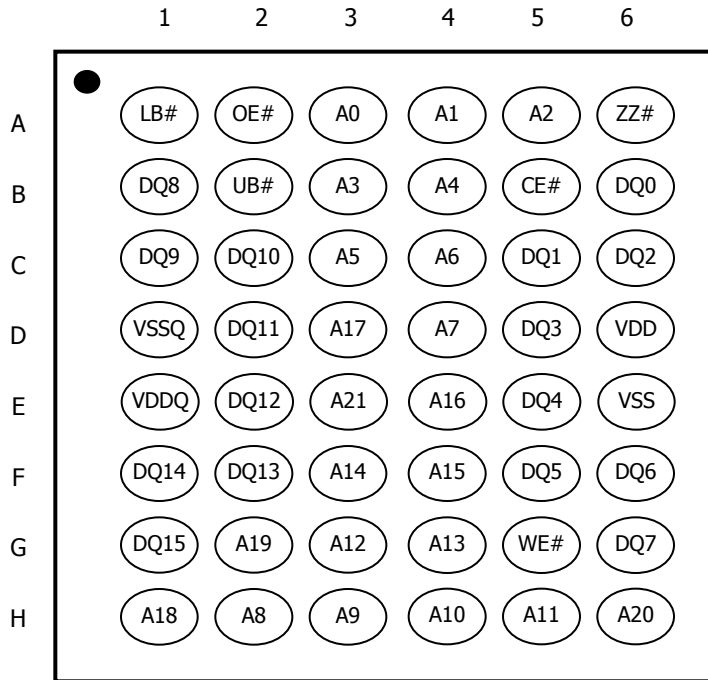 1 2 3 4 5 6
A LB# OE# A0 A1 A2 ZZ#
B DQ8 UB# A3 A4 CE# DQ0
C DQ9 DQ10 A5 A6 DQ1 DQ2
D VSSQ DQ11 A17 A7 DQ3 VDD
E VDDQ DQ12 A21 A16 DQ4 VSS
F DQ14 DQ13 A14 A15 DQ5 DQ6
G DQ15 A19 A12 A13 WE# DQ7
H A18 A8 A9 A10 A11 A20